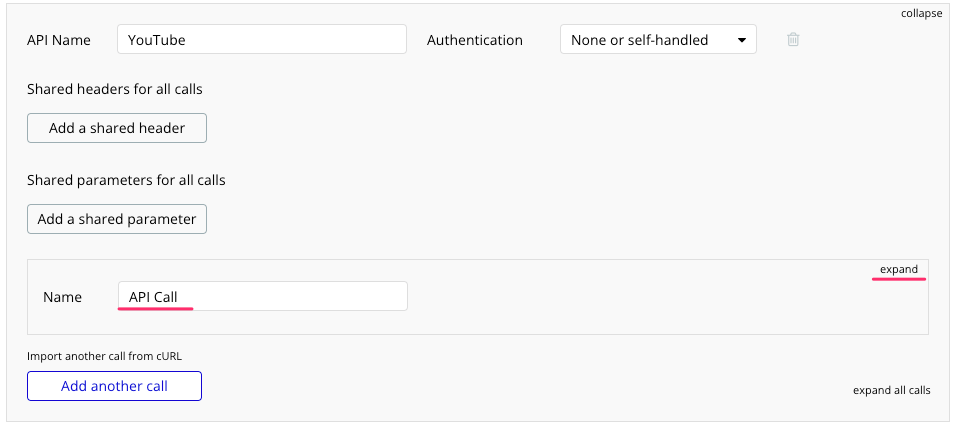 collapse
API Name YouTube Authentication None or self-handled
Shared headers for all calls
Add a shared header
Shared parameters for all calls
Add a shared parameter
expand
Name API Call
Import another call from cURL
Add another call
expand all calls